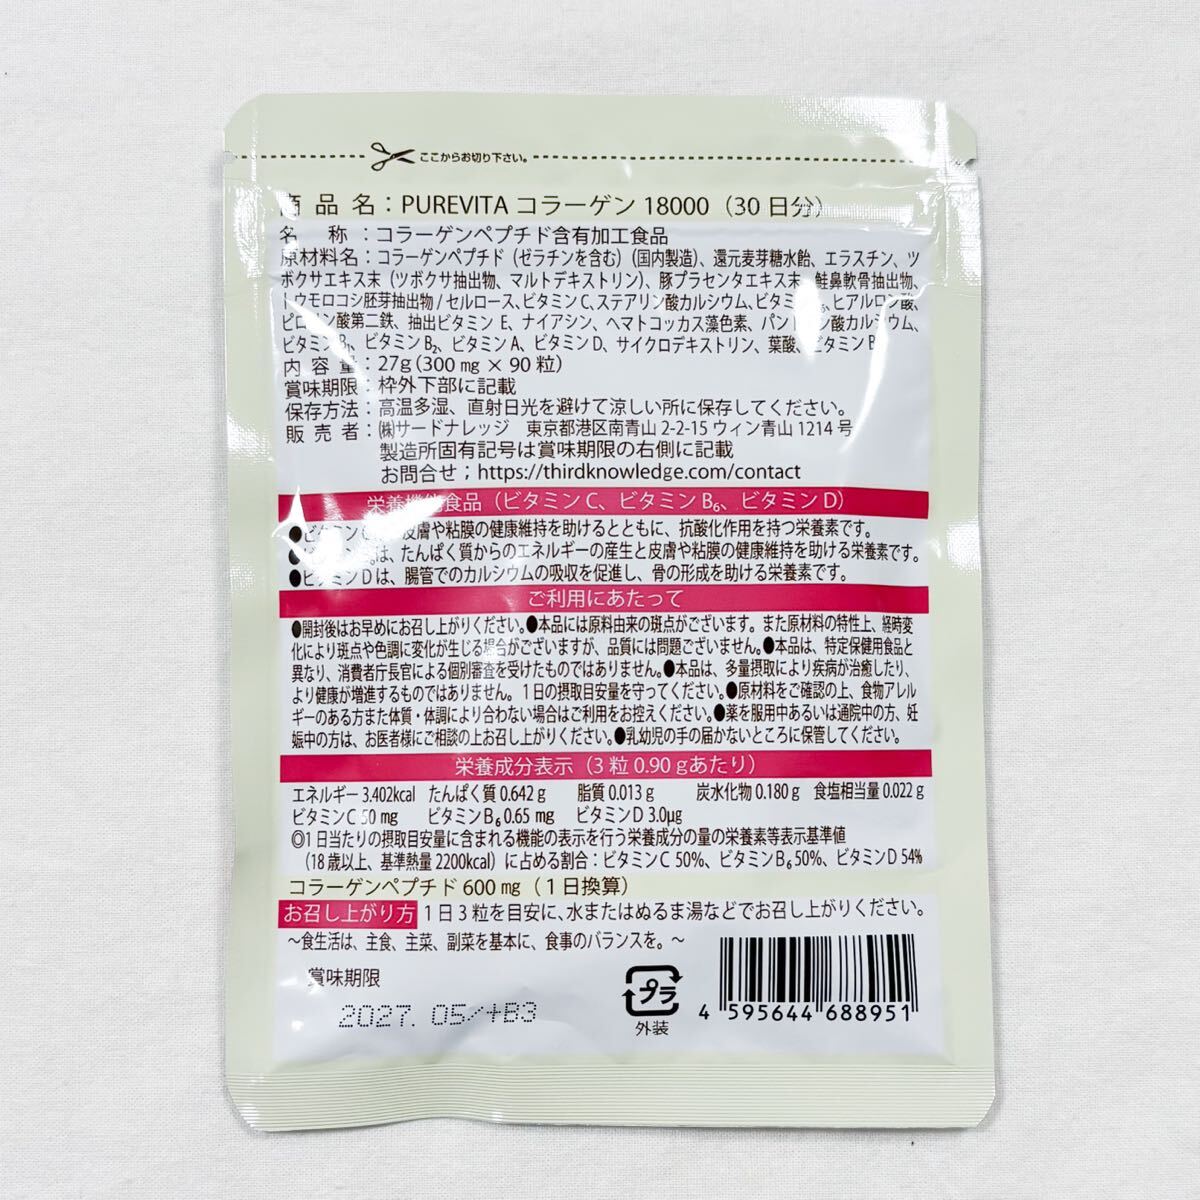 ここからお切り下さい。
商品名：PUREVITA コラーゲン 18000（30 日分）
名称：コラーゲンペプチド含有加工食品
原材料名：コラーゲンペプチド（ゼラチンを含む）（国内製造）、還元麦芽糖水飴、エラスチン、ツ
ボクサエキス末（ツボクサ抽出物、マルトデキストリン）、豚プラセンタエキス末、鮭鼻軟骨抽出物、
トウモロコシ胚芽抽出物 / セルロース、ビタミン C、ステアリン酸カルシウム、ヒアルロン酸、
ピロリン酸第二鉄、抽出ビタミン E、ナイアシン、ヘマトコッカス藻色素、パントテン酸カルシウム、
ビタミン B₁、ビタミン B₂、ビタミン A、ビタミン D、サイクロデキストリン、葉酸、
内容量：27g (300 mg × 90 粒)
賞味期限：枠外下部に記載
保存方法：高温多湿、直射日光を避けて涼しい所に保存してください。
販売者：㈱サードナレッジ　東京都港区南青山 2-2-15 ウィン青山 1214 号
製造所固有記号は賞味期限の右側に記載
お問合せ；https://thirdknowledge.com/contact
栄養機能食品（ビタミン C、ビタミン B₆、ビタミン D）
●ビタミン 皮膚や粘膜の健康維持を助けるとともに、抗酸化作用を持つ栄養素です。
は、たんぱく質からのエネルギーの産生と皮膚や粘膜の健康維持を助ける栄養素です。
●ビタミン D は、腸管でのカルシウムの吸収を促進し、骨の形成を助ける栄養素です。
ご利用にあたって
●開封後はお早めにお召し上がりください。●本品には原料由来の斑点がございます。また原材料の特性上、経時変
化により斑点や色調に変化が生じる場合がございますが、品質には問題ございません。●本品は、特定保健用食品と
異なり、消費者庁長官による個別審査を受けたものではありません。●本品は、多量摂取により疾病が治癒したり、
より健康が増進するものではありません。1日の摂取目安量を守ってください。●原材料をご確認の上、食物アレル
ギーのある方また体質・体調により合わない場合はご利用をお控えください。●薬を服用中あるいは通院中の方、妊
娠中の方は、お医者様にご相談の上お召し上がりください。●乳幼児の手の届かないところに保管してください。
栄養成分表示（3 粒 0.90 gあたり）
エネルギー 3.402kcal　たんぱく質 0.642 g　脂質 0.013 g　炭水化物 0.180 g　食塩相当量 0.022 g
ビタミン C 50 mg　ビタミン B₆ 0.65 mg　ビタミン D 3.0μg
◎1 日当たりの摂取目安量に含まれる機能の表示を行う栄養成分の量の栄養素等表示基準値
（18 歳以上、基準熱量 2200kcal）に占める割合：ビタミン C 50%、ビタミン B₆ 50%、ビタミン D 54%
コラーゲンペプチド 600 mg（1 日換算）
お召し上がり方 1 日 3 粒を目安に、水またはぬるま湯などでお召し上がりください。
〜食生活は、主食、主菜、副菜を基本に、食事のバランスを。〜
賞味期限
2027. 05/+B3
プラ
外装
4 595644 688951